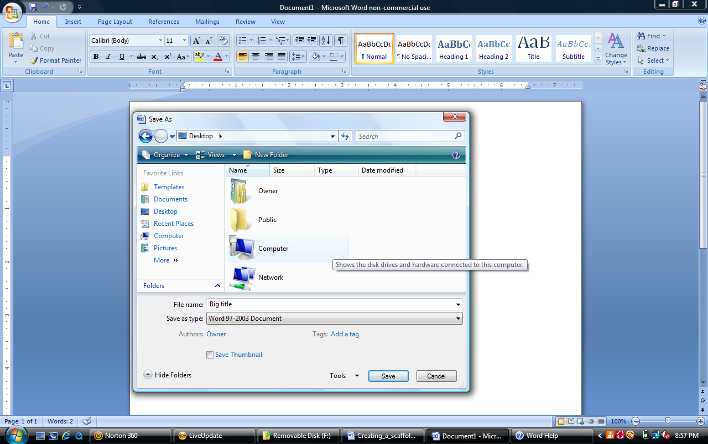 Document1 - Microsoft Word non-commercial use
Home Insert Page Layout References Mailings Review View
Cut
Copy
Format Painter
Paste
Calibri (Body) 11
AaBbCcDc AaBbCcDc AaBbC AaBbCc AaB AaBbCc.
¶ Normal ¶ No Spaci... Heading 1 Heading 2 Title Subtitle
Change Styles
Find
Replace
Select
Clipboard Font Paragraph Styles Editing
Save As
Desktop
Search
Organize Views New Folder
Favorite Links
Templates
Documents
Desktop
Recent Places
Computer
Pictures
More »
Folders
Name Size Type Date modified
Owner
Public
Computer
Network
Shows the disk drives and hardware connected to this computer.
File name: Big title
Save as type: Word 97-2003 Document
Authors: Owner Tags: Add a tag
Save Thumbnail
Hide Folders Tools Save Cancel
Page: 1 of 1 Words: 2 100%
Norton 360 LiveUpdate Removable Disk (F:) Creating_a_scaffol... Document1 - Micr... Word Help 8:57 PM